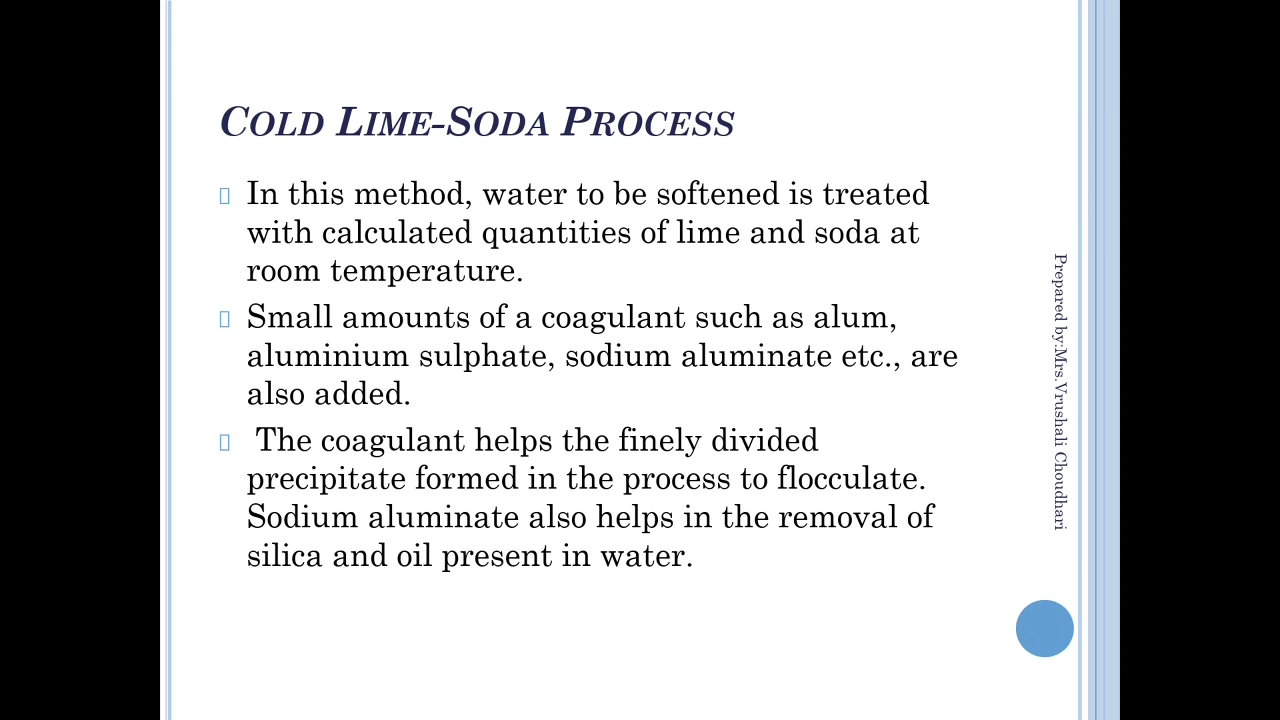 COLD LIME-SODA PROCESS
In this method, water to be softened is treated
with calculated quantities of lime and soda at
room temperature.
Small amounts of a coagulant such as alum,
aluminium sulphate, sodium aluminate etc., are
also added.
The coagulant helps the finely divided
precipitate formed in the process to flocculate.
Sodium aluminate also helps in the removal of
silica and oil present in water.
Prepared by:Mrs.Vrushali Choudhari